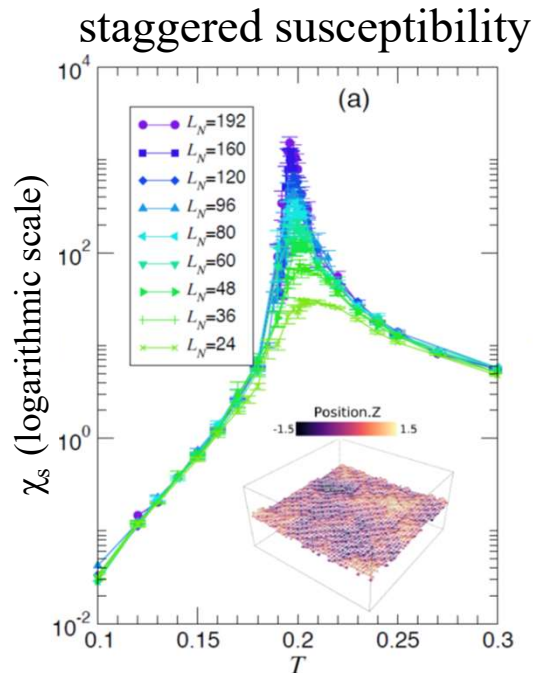 staggered susceptibility
10^4
(a)
L_N=192
L_N=160
L_N=120
L_N=96
L_N=80
L_N=60
L_N=48
L_N=36
L_N=24
10^2
χ_s (logarithmic scale)
10^0
Position.Z
-1.5 1.5
10^-2
0.1 0.15 0.2 0.25 0.3
T